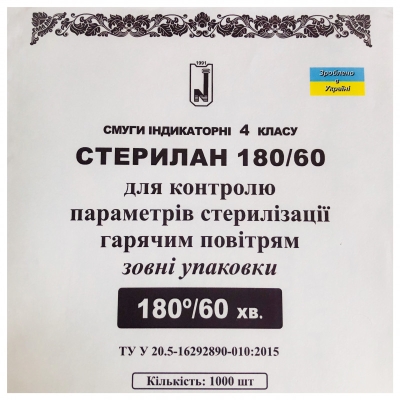 1991
Зроблено
в
Україні
СМУГИ ІНДИКАТОРНІ 4 КЛАСУ
СТЕРИЛАН 180/60
для контролю
параметрів стерилізації
гарячим повітрям
зовні упаковки
180º/60 хв.
ТУ У 20.5-16292890-010:2015
Кількість: 1000 шт